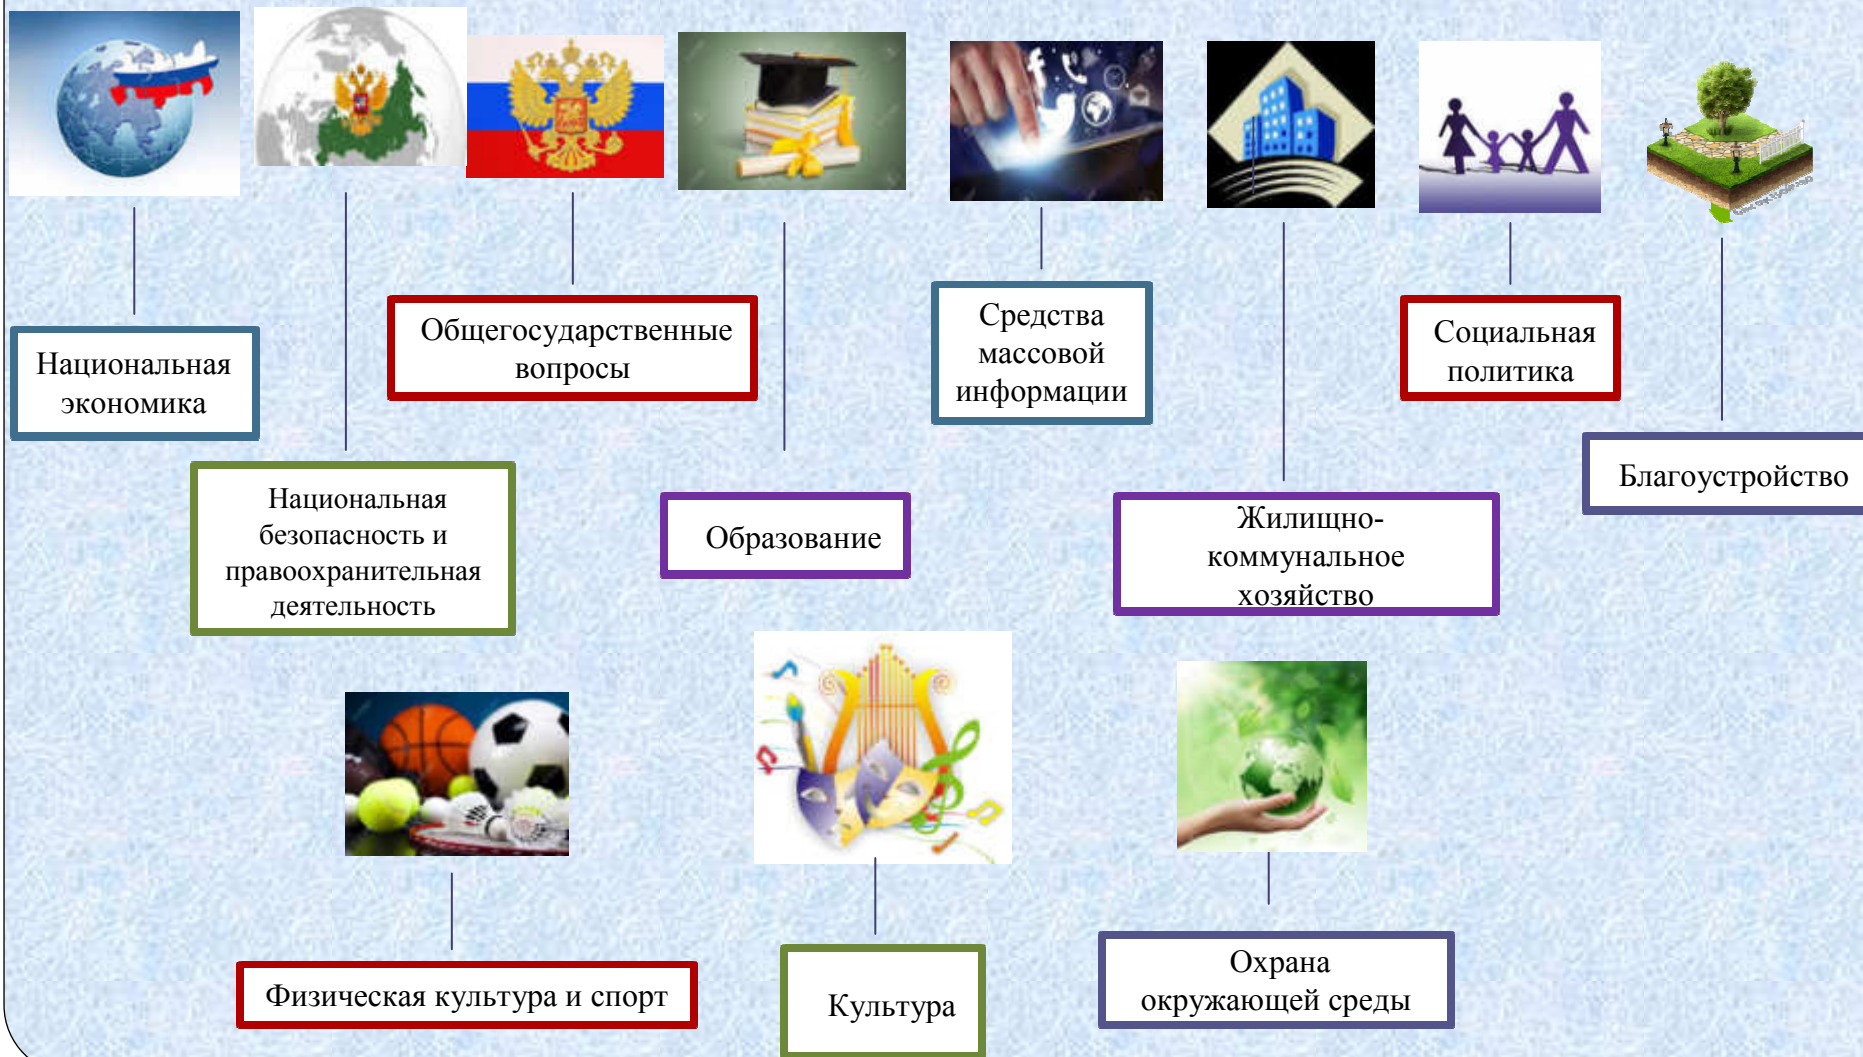 Национальная
экономика
Национальная
безопасность и
правоохранительная
деятельность
Общегосударственные
вопросы
Образование
Средства
массовой
информации
Жилищно-
коммунальное
хозяйство
Социальная
политика
Благоустройство
Физическая культура и спорт
Культура
Охрана
окружающей среды